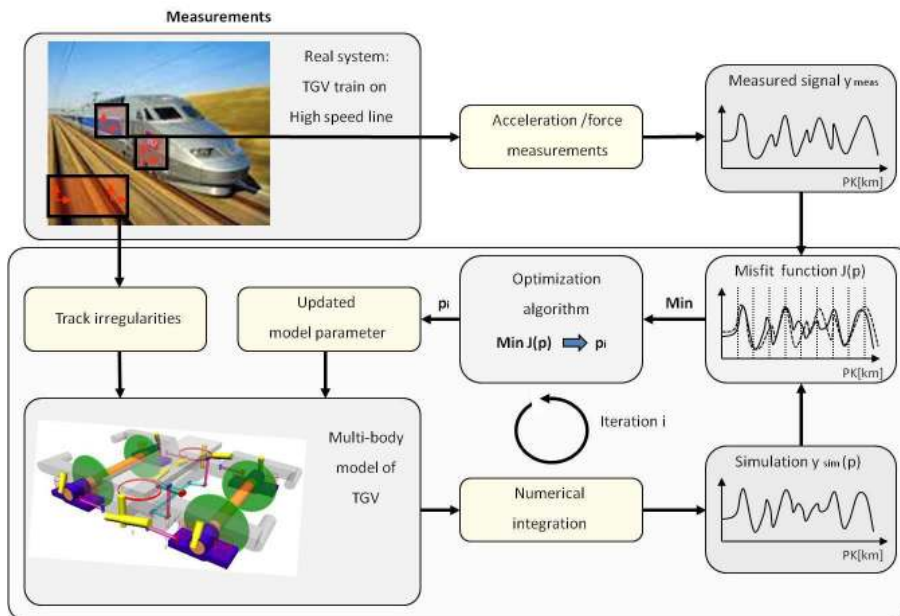 Measurements
Real system:
TGV train on
High speed line
Acceleration /force
measurements
Measured signal y meas
PK[km]
Track irregularities
Updated
model parameter
pi
Optimization
algorithm
Min J(p) pi
Min
Misfit function J(p)
PK[km]
Iteration i
Multi-body
model of
TGV
Numerical
integration
Simulation y sim (p)
PK[km]